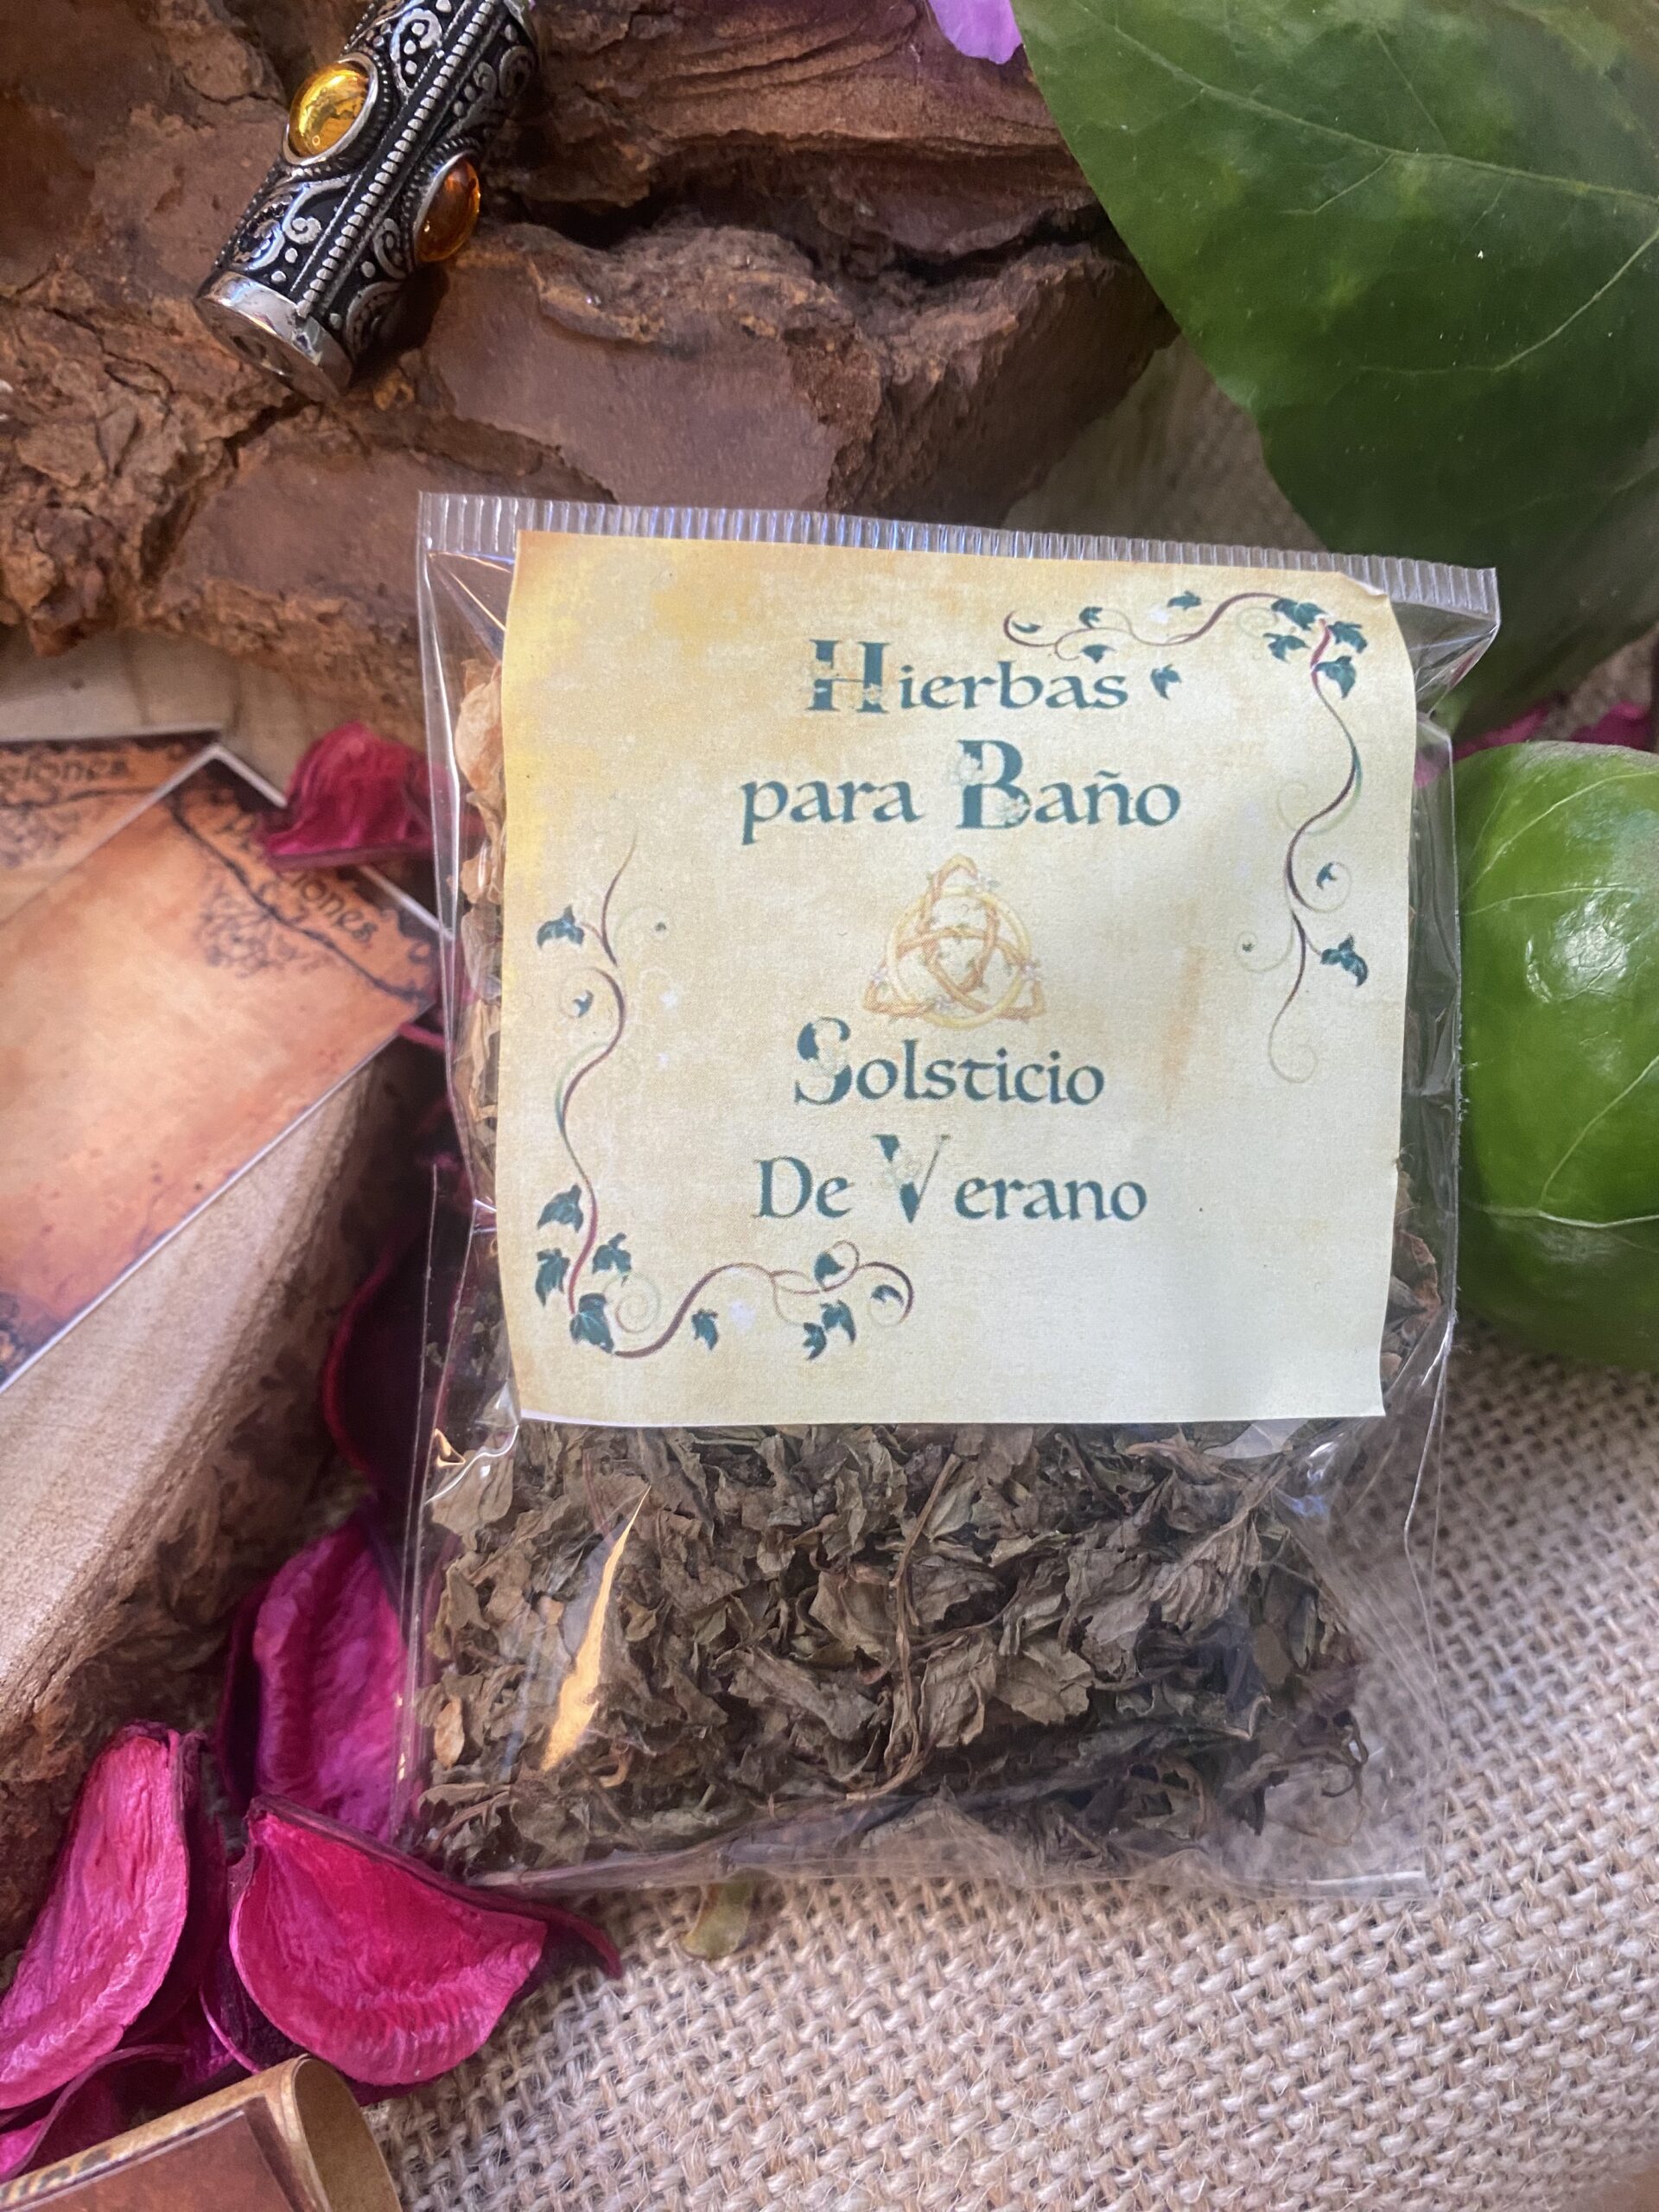 Hierbas
para Baño
Solsticio
De Verano